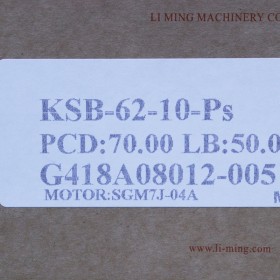 LI MING MACHINERY CO
KSB-62-10-Ps
PCD:70.00 LB:50.0
G418A08012-005
MOTOR:SGM7J-04A M
www.li-ming.com